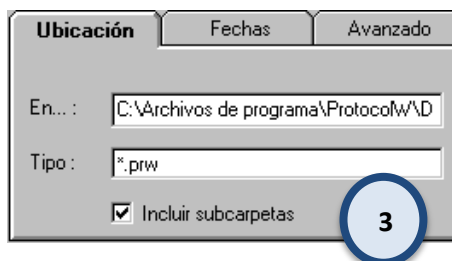 Ubicación Fechas Avanzado
En... : C:\Archivos de programa\ProtocolW\D
Tipo : *.prw
Incluir subcarpetas
3